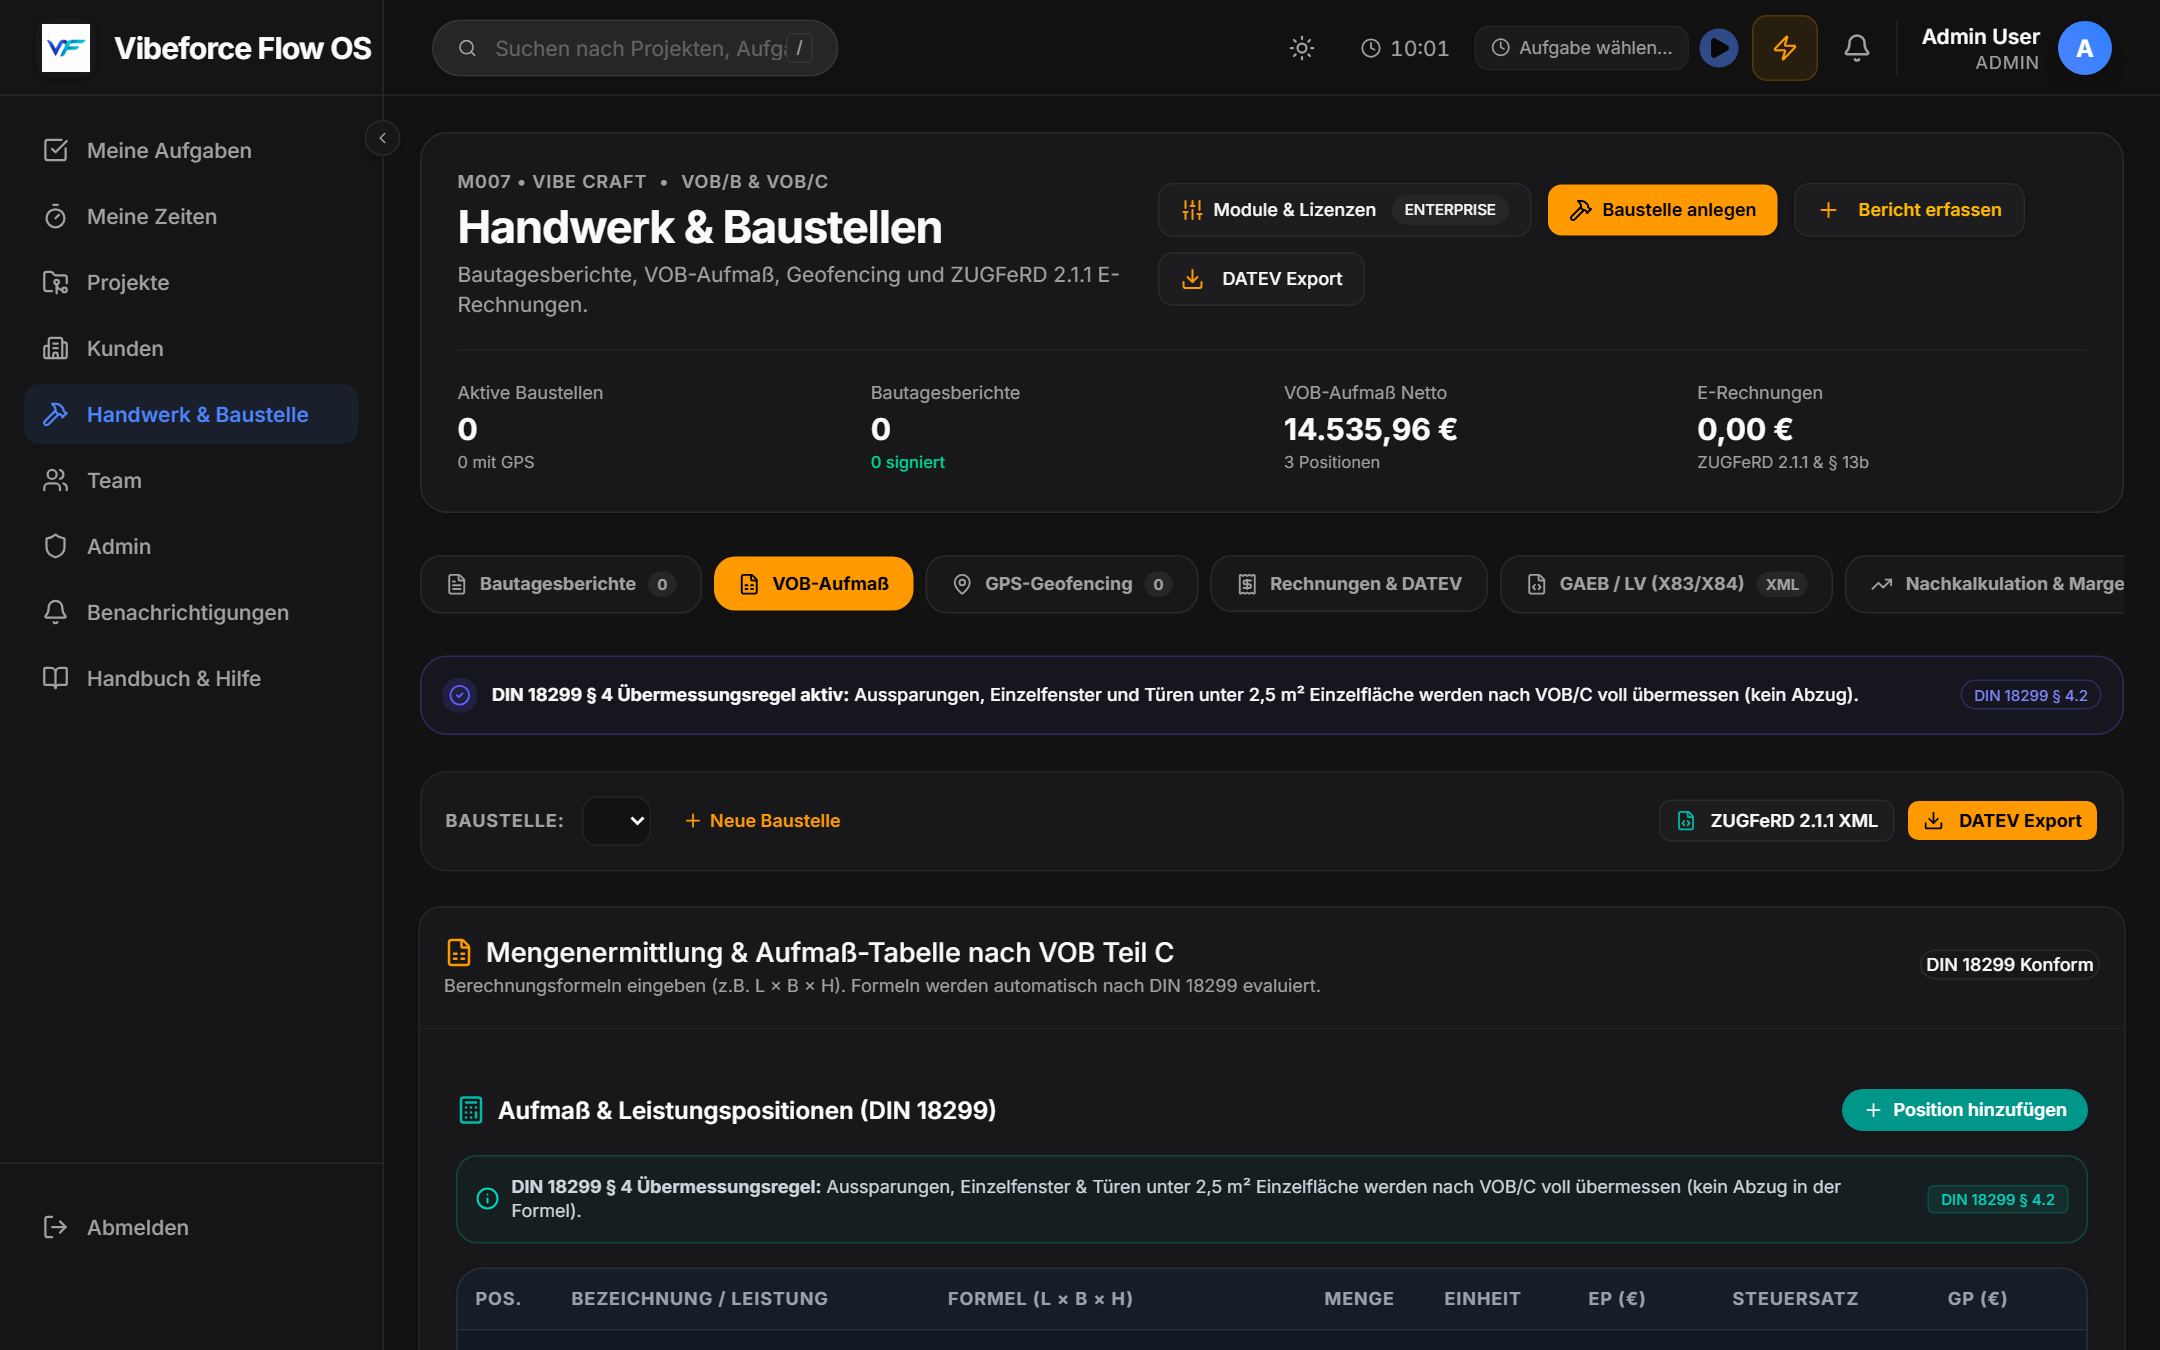 Vibeforce Flow OS
Suchen nach Projekten, Aufga /
10:01
Aufgabe wählen...
Admin User
ADMIN
A
Meine Aufgaben
Meine Zeiten
Projekte
Kunden
Handwerk & Baustelle
Team
Admin
Benachrichtigungen
Handbuch & Hilfe
Abmelden
M007 • VIBE CRAFT • VOB/B & VOB/C
Handwerk & Baustellen
Bautagesberichte, VOB-Aufmaß, Geofencing und ZUGFeRD 2.1.1 E-
Rechnungen.
Module & Lizenzen ENTERPRISE
Baustelle anlegen
Bericht erfassen
DATEV Export
Aktive Baustellen
0
0 mit GPS
Bautagesberichte
0
0 signiert
VOB-Aufmaß Netto
14.535,96 €
3 Positionen
E-Rechnungen
0,00 €
ZUGFeRD 2.1.1 & § 13b
Bautagesberichte 0
VOB-Aufmaß
GPS-Geofencing 0
Rechnungen & DATEV
GAEB / LV (X83/X84) XML
Nachkalkulation & Marge
DIN 18299 § 4 Übermessungsregel aktiv: Aussparungen, Einzelfenster und Türen unter 2,5 m² Einzelfläche werden nach VOB/C voll übermessen (kein Abzug).
DIN 18299 § 4.2
BAUSTELLE:
Neue Baustelle
ZUGFeRD 2.1.1 XML
DATEV Export
Mengenermittlung & Aufmaß-Tabelle nach VOB Teil C
Berechnungsformeln eingeben (z.B. L × B × H). Formeln werden automatisch nach DIN 18299 evaluiert.
DIN 18299 Konform
Aufmaß & Leistungspositionen (DIN 18299)
Position hinzufügen
DIN 18299 § 4 Übermessungsregel: Aussparungen, Einzelfenster & Türen unter 2,5 m² Einzelfläche werden nach VOB/C voll übermessen (kein Abzug in der
Formel).
DIN 18299 § 4.2
POS. BEZEICHNUNG / LEISTUNG FORMEL (L × B × H) MENGE EINHEIT EP (€) STEUERSATZ GP (€)